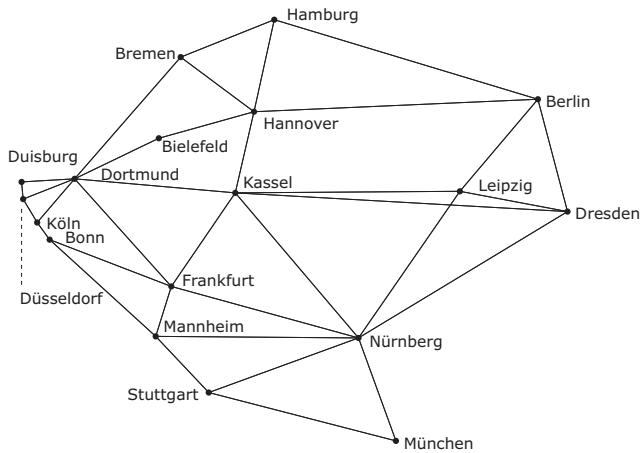 Hamburg
Bremen
Berlin
Hannover
Bielefeld
Duisburg
Dortmund
Kassel
Leipzig
Dresden
Köln
Bonn
Frankfurt
Düsseldorf
Mannheim
Nürnberg
Stuttgart
München